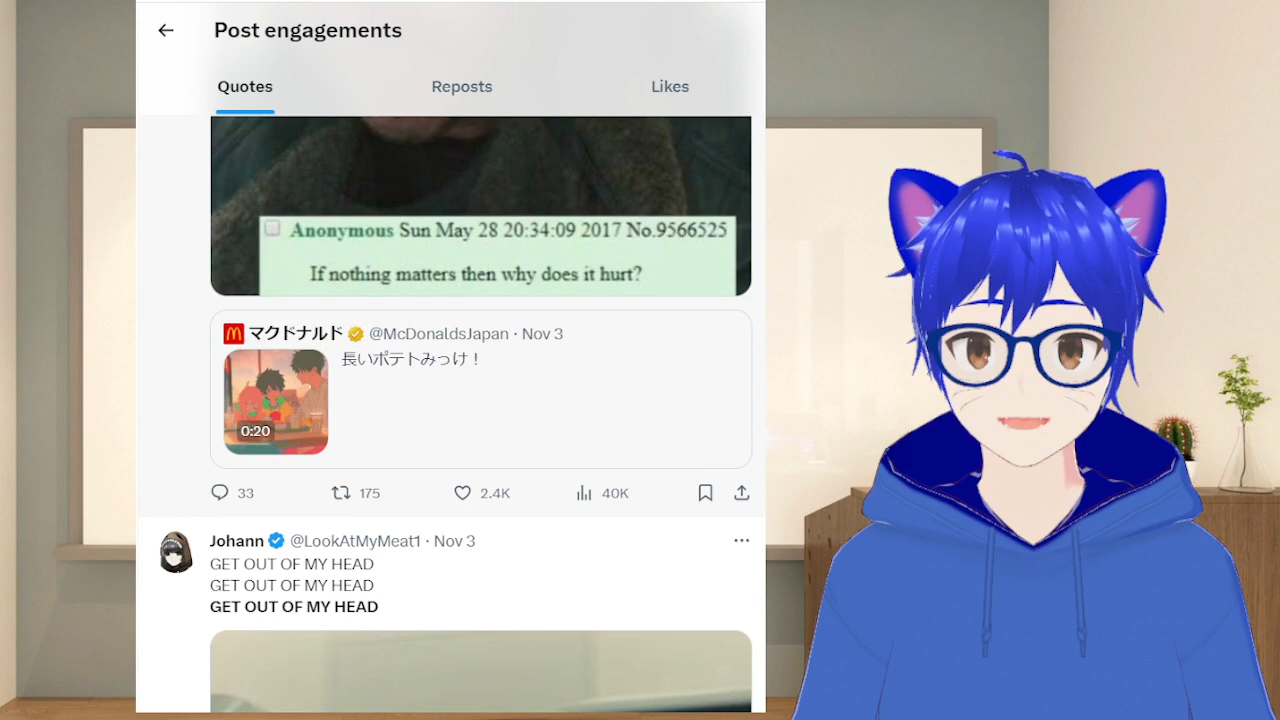 Post engagements
Quotes Reposts Likes
Anonymous Sun May 28 20:34:09 2017 No.9566525
If nothing matters then why does it hurt?
マクドナルド @McDonaldsJapan · Nov 3
長いポテトみっけ！
0:20
33 175 2.4K 40K
Johann @LookAtMyMeat1 · Nov 3
GET OUT OF MY HEAD
GET OUT OF MY HEAD
GET OUT OF MY HEAD